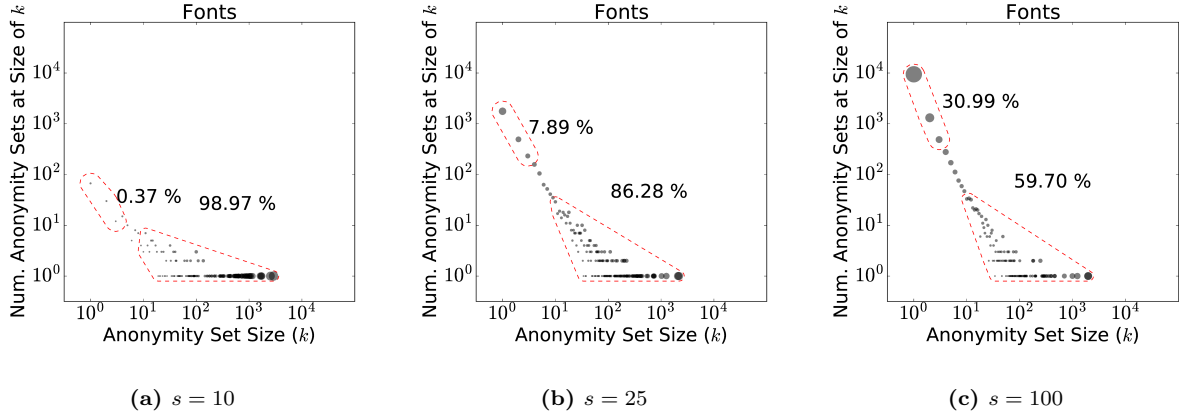 Fonts
Num. Anonymity Sets at Size of k
10^4
10^3
10^2
10^1
10^0
0.37 %
98.97 %
10^0 10^1 10^2 10^3 10^4
Anonymity Set Size (k)
(a) s = 10
Fonts
Num. Anonymity Sets at Size of k
10^4
10^3
10^2
10^1
10^0
7.89 %
86.28 %
10^0 10^1 10^2 10^3 10^4
Anonymity Set Size (k)
(b) s = 25
Fonts
Num. Anonymity Sets at Size of k
10^4
10^3
10^2
10^1
10^0
30.99 %
59.70 %
10^0 10^1 10^2 10^3 10^4
Anonymity Set Size (k)
(c) s = 100